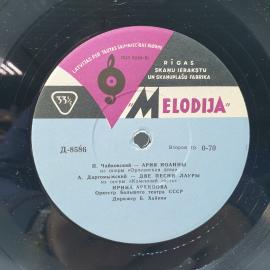 LATVIJAS PSR TAUTAS SAIMNIECĪBAS PADOME
RĪGAS
SKAŅU IERAKSTU
UN SKAŅUPLAŠU FABRIKA
33⅓
"MELODIJA"
Д-8586
Второй гр. 0-70
П. Чайковский — АРИЯ ИОАННЫ
из оперы «Орлеанская дева»
А. Даргомыжский — ДВЕ ПЕСНИ ЛАУРЫ
из оперы «Каменный гость»
ИРИНА АРХИПОВА
Оркестр Большого театра СССР
Дирижер Б. Хайкин